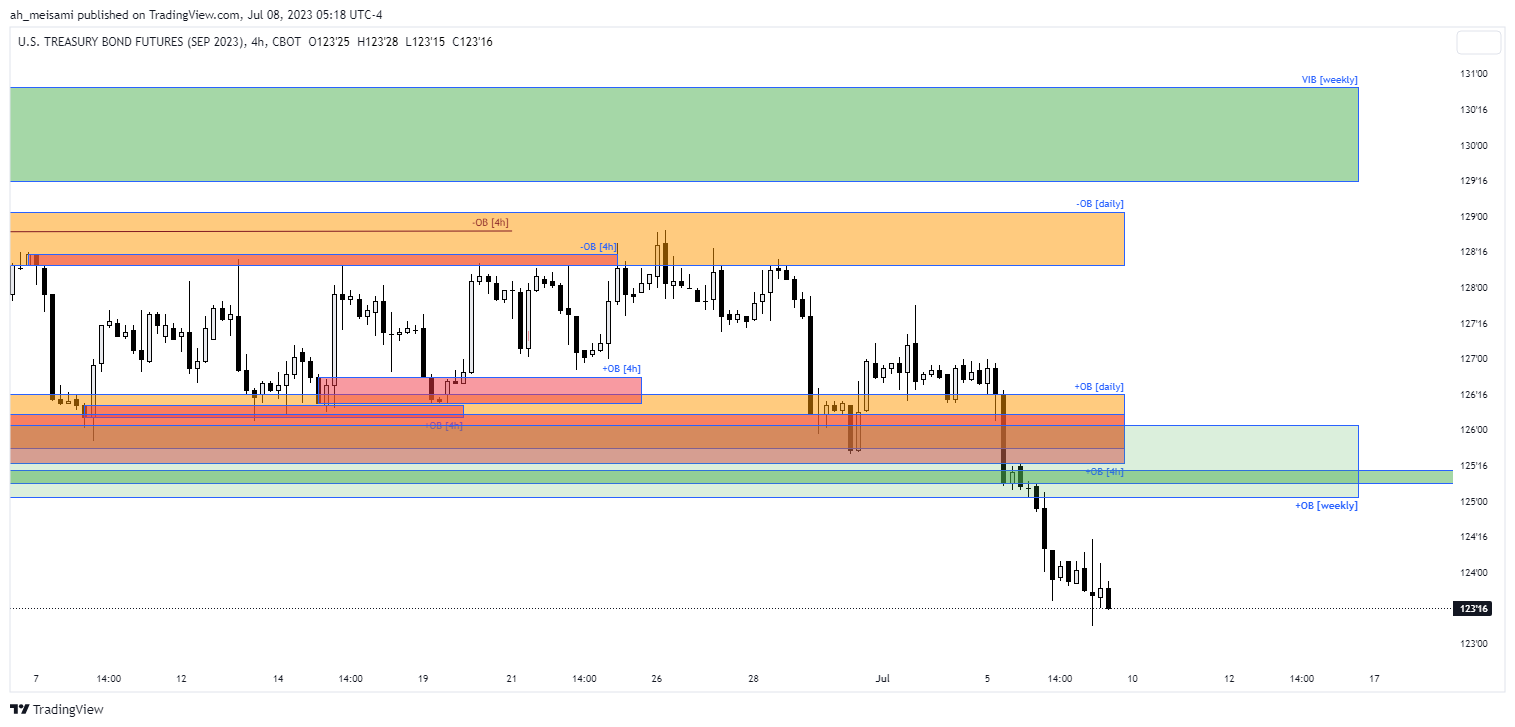 ah_meisami published on TradingView.com, Jul 08, 2023 05:18 UTC-4
U.S. TREASURY BOND FUTURES (SEP 2023), 4h, CBOT O123'25 H123'28 L123'15 C123'16
131'00
VIB [weekly]
130'16
130'00
129'16
-OB [daily]
129'00
-OB [4h]
-OB [4h]
128'16
128'00
127'16
127'00
+OB [4h]
+OB [daily]
126'16
+OB [4h]
126'00
+OB [4h]
125'16
125'00
+OB [weekly]
124'16
124'00
123'16
123'00
7 14:00 12 14 14:00 19 21 14:00 26 28 Jul 5 14:00 10 12 14:00 17
TradingView